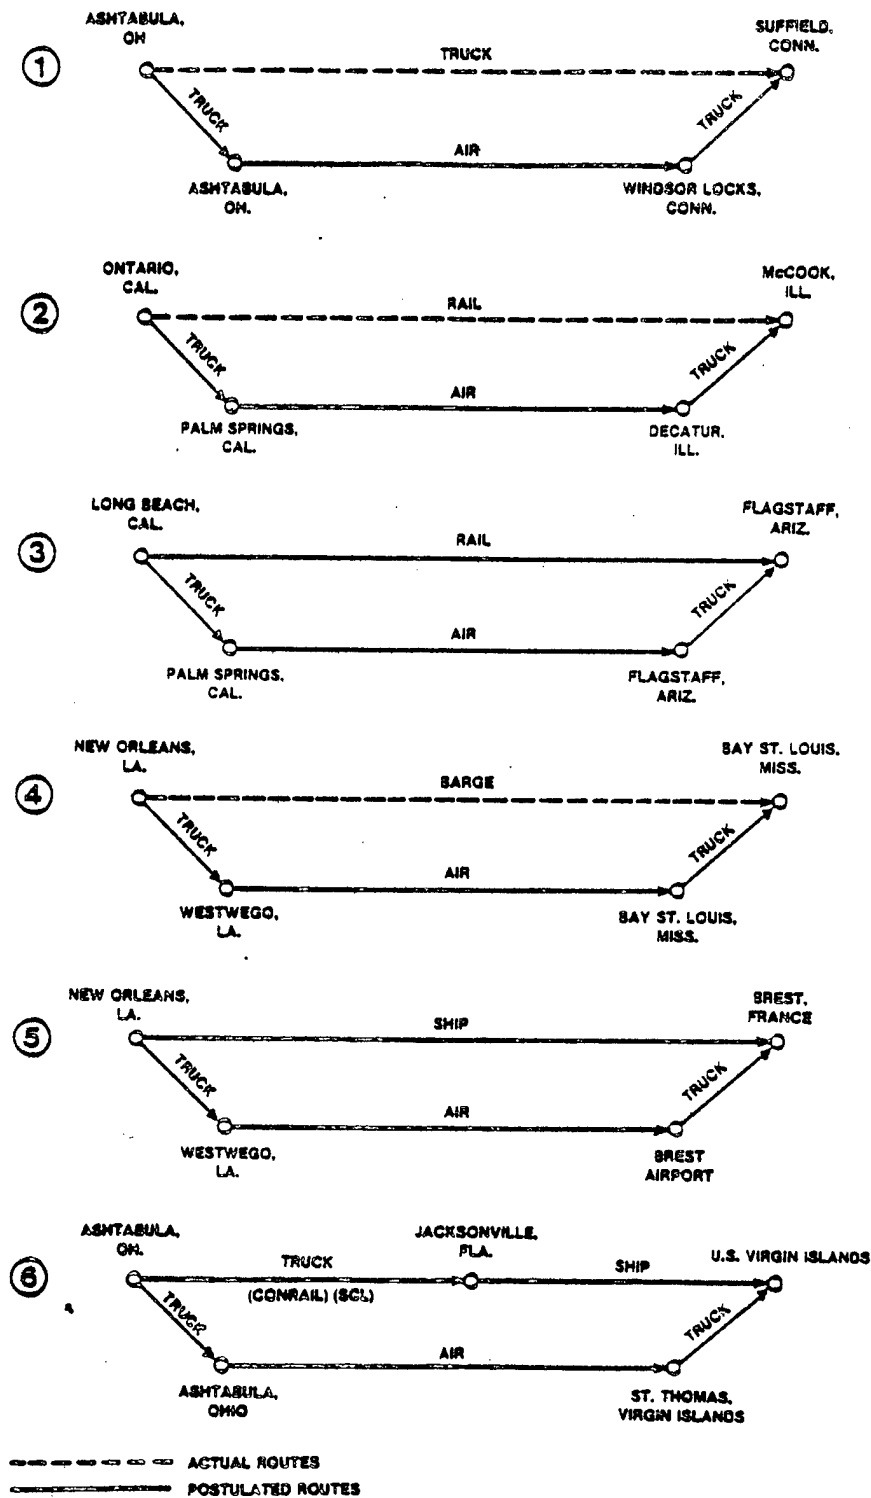 ASHTABULA,
OH
SUFFIELD,
CONN.
1
TRUCK
TRUCK
TRUCK
AIR
ASHTABULA,
OH.
WINDSOR LOCKS,
CONN.
ONTARIO,
CAL.
McCOOK,
ILL.
2
RAIL
TRUCK
TRUCK
AIR
PALM SPRINGS,
CAL.
DECATUR,
ILL.
LONG BEACH,
CAL.
FLAGSTAFF,
ARIZ.
3
RAIL
TRUCK
TRUCK
AIR
PALM SPRINGS,
CAL.
FLAGSTAFF,
ARIZ.
NEW ORLEANS,
LA.
BAY ST. LOUIS,
MISS.
4
BARGE
TRUCK
TRUCK
AIR
WESTWEGO,
LA.
BAY ST. LOUIS,
MISS.
NEW ORLEANS,
LA.
BREST,
FRANCE
5
SHIP
TRUCK
TRUCK
AIR
WESTWEGO,
LA.
BREST
AIRPORT
ASHTABULA,
OH.
JACKSONVILLE,
FLA.
U.S. VIRGIN ISLANDS
6
TRUCK
SHIP
(CONRAIL) (SCL)
TRUCK
TRUCK
AIR
ASHTABULA,
OHIO
ST. THOMAS,
VIRGIN ISLANDS
ACTUAL ROUTES
POSTULATED ROUTES